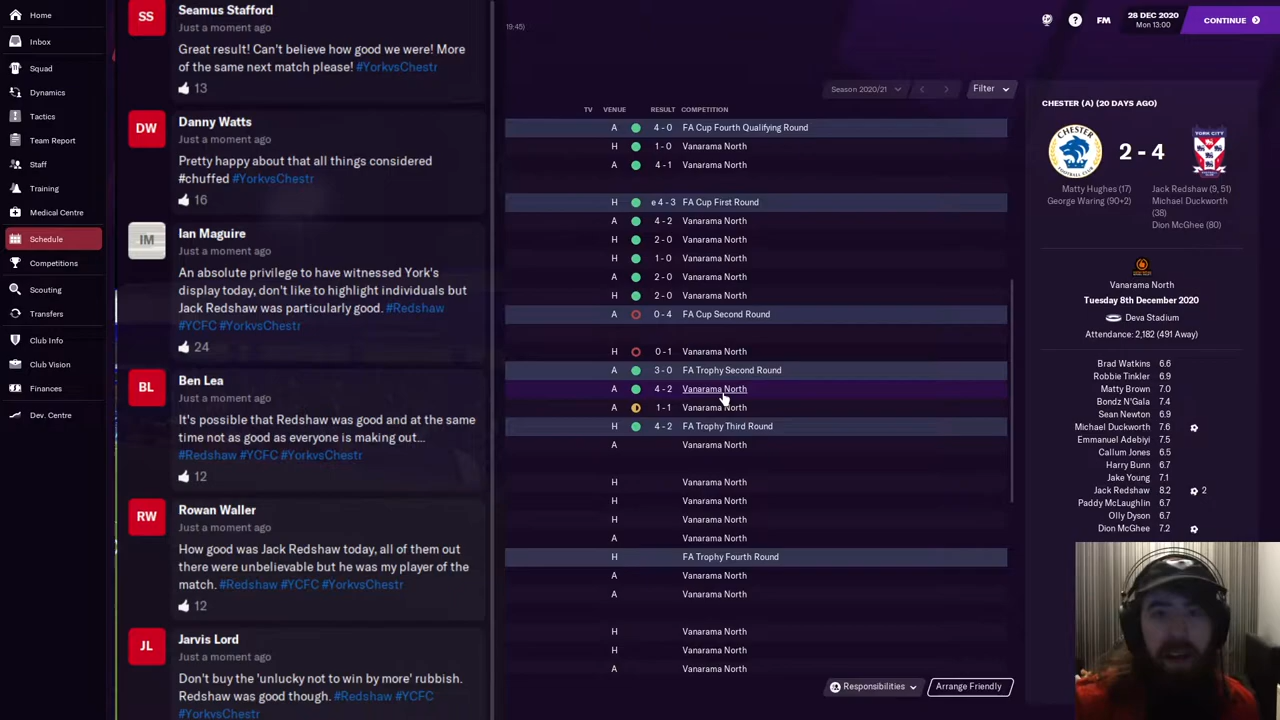 Home
Inbox
Squad
Dynamics
Tactics
Team Report
Staff
Training
Medical Centre
Schedule
Competitions
Scouting
Transfers
Club Info
Club Vision
Finances
Dev. Centre
SS
Seamus Stafford
Just a moment ago
Great result! Can't believe how good we were! More
of the same next match please! #YorkvsChestr
13
DW
Danny Watts
Just a moment ago
Pretty happy about that all things considered
#chuffed #YorkvsChestr
16
IM
Ian Maguire
Just a moment ago
An absolute privilege to have witnessed York's
display today, don't like to highlight individuals but
Jack Redshaw was particularly good. #Redshaw
#YCFC #YorkvsChestr
24
BL
Ben Lea
Just a moment ago
It's possible that Redshaw was good and at the same
time not as good as everyone is making out...
#Redshaw #YCFC #YorkvsChestr
12
RW
Rowan Waller
Just a moment ago
How good was Jack Redshaw today, all of them out
there were unbelievable but he was my player of the
match. #Redshaw #YCFC #YorkvsChestr
12
JL
Jarvis Lord
Just a moment ago
Don't buy the 'unlucky not to win by more' rubbish.
Redshaw was good though. #Redshaw #YCFC
#YorkvsChestr
19:45)
Season 2020/21
Filter
TV VENUE RESULT COMPETITION
A 4 - 0 FA Cup Fourth Qualifying Round
H 1 - 0 Vanarama North
A 4 - 1 Vanarama North
H e 4 - 3 FA Cup First Round
A 4 - 2 Vanarama North
H 2 - 0 Vanarama North
H 1 - 0 Vanarama North
A 2 - 0 Vanarama North
H 2 - 0 Vanarama North
A 0 - 4 FA Cup Second Round
H 0 - 1 Vanarama North
A 3 - 0 FA Trophy Second Round
A 4 - 2 Vanarama North
A 1 - 1 Vanarama North
H 4 - 2 FA Trophy Third Round
A Vanarama North
H Vanarama North
H Vanarama North
H Vanarama North
A Vanarama North
H FA Trophy Fourth Round
A Vanarama North
A Vanarama North
H Vanarama North
H Vanarama North
A Vanarama North
Responsibilities
Arrange Friendly
?
FM
28 DEC 2020
Mon 13:00
CONTINUE
CHESTER (A) (20 DAYS AGO)
CHESTER
FOOTBALL CLUB
2 - 4
YORK CITY
Matty Hughes (17)
George Waring (90+2)
Jack Redshaw (9, 51)
Michael Duckworth
(38)
Dion McGhee (80)
Vanarama North
Tuesday 8th December 2020
Deva Stadium
Attendance: 2,182 (491 Away)
Brad Watkins 6.6
Robbie Tinkler 6.9
Matty Brown 7.0
Bondz N'Gala 7.4
Sean Newton 6.9
Michael Duckworth 7.6
Emmanuel Adebiyi 7.5
Callum Jones 6.5
Harry Bunn 6.7
Jake Young 7.1
Jack Redshaw 8.2 2
Paddy McLaughlin 6.7
Olly Dyson 6.7
Dion McGhee 7.2